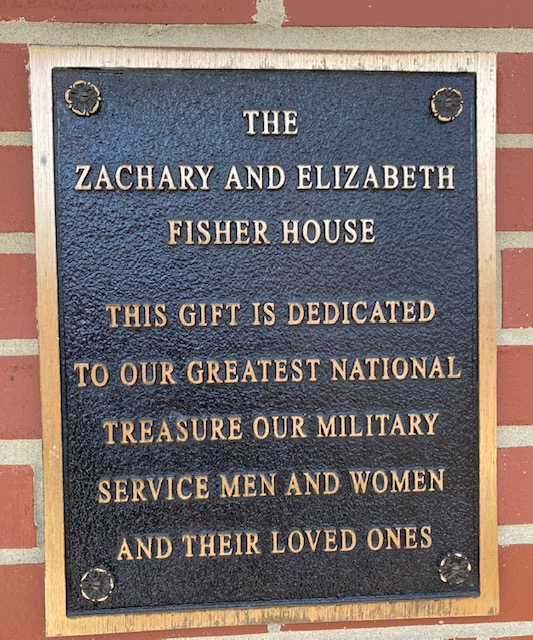 THE
ZACHARY AND ELIZABETH
FISHER HOUSE
THIS GIFT IS DEDICATED
TO OUR GREATEST NATIONAL
TREASURE OUR MILITARY
SERVICE MEN AND WOMEN
AND THEIR LOVED ONES